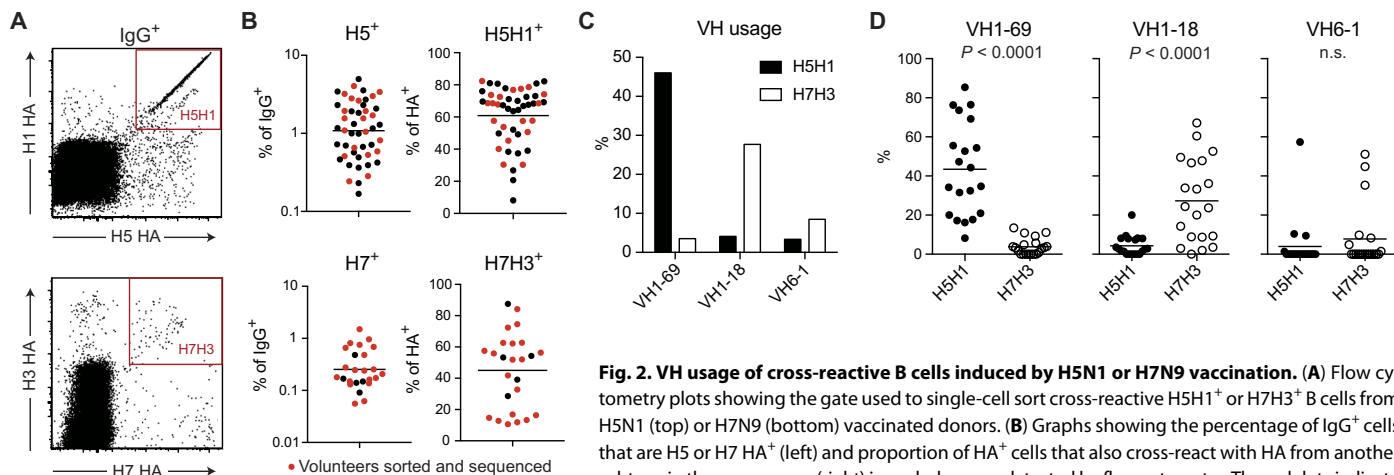 A
IgG+
H1 HA
H5H1
H5 HA
H3 HA
H7H3
H7 HA
B
H5+
% of IgG+
10
1
0.1
H5H1+
% of HA+
100
80
60
40
20
0
H7+
% of IgG+
10
1
0.1
0.01
H7H3+
% of HA+
100
80
60
40
20
0
• Volunteers sorted and sequenced
C
VH usage
%
50
40
30
20
10
0
H5H1
H7H3
VH1-69
VH1-18
VH6-1
D
VH1-69
P < 0.0001
%
100
80
60
40
20
0
H5H1
H7H3
VH1-18
P < 0.0001
H5H1
H7H3
VH6-1
n.s.
H5H1
H7H3
Fig. 2. VH usage of cross-reactive B cells induced by H5N1 or H7N9 vaccination. (A) Flow cy-
tometry plots showing the gate used to single-cell sort cross-reactive H5H1+ or H7H3+ B cells from
H5N1 (top) or H7N9 (bottom) vaccinated donors. (B) Graphs showing the percentage of IgG+ cells
that are H5 or H7 HA+ (left) and proportion of HA+ cells that also cross-react with HA from anothe